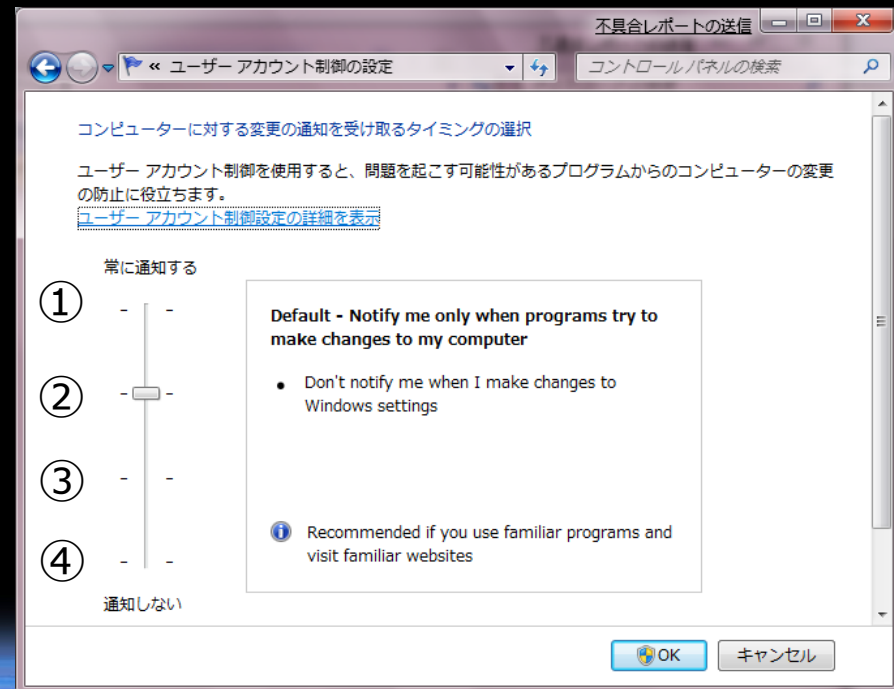 不具合レポートの送信
« ユーザー アカウント制御の設定
コントロール パネルの検索
コンピューターに対する変更の通知を受け取るタイミングの選択
ユーザー アカウント制御を使用すると、問題を起こす可能性があるプログラムからのコンピューターの変更
の防止に役立ちます。
ユーザー アカウント制御設定の詳細を表示
常に通知する
①
②
③
④
Default - Notify me only when programs try to
make changes to my computer
• Don't notify me when I make changes to
Windows settings
Recommended if you use familiar programs and
visit familiar websites
通知しない
OK
キャンセル